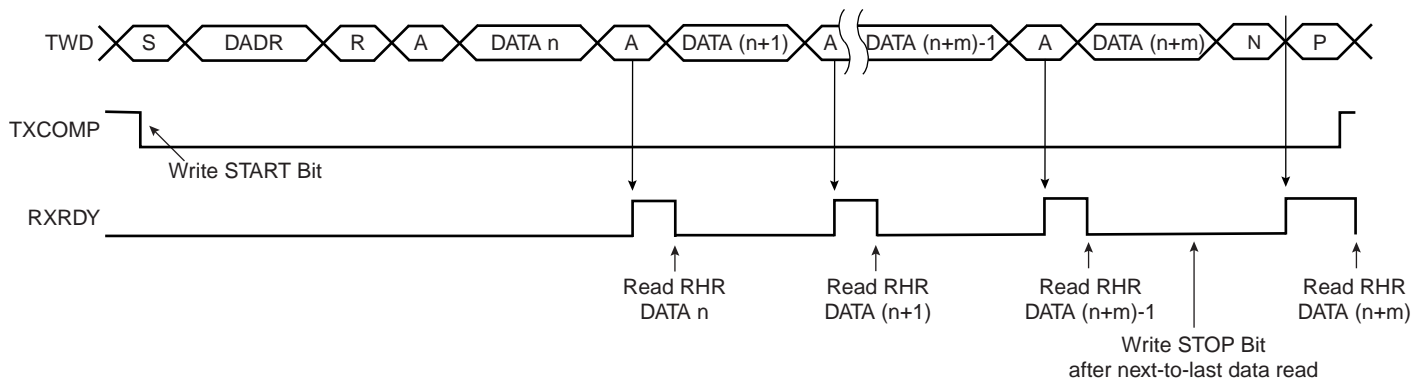 TWD S DADR R A DATA n A DATA (n+1) A DATA (n+m)-1 A DATA (n+m) N P
TXCOMP
Write START Bit
RXRDY
Read RHR Read RHR Read RHR Read RHR
DATA n DATA (n+1) DATA (n+m)-1 DATA (n+m)
Write STOP Bit
after next-to-last data read